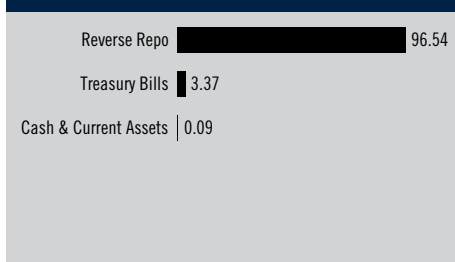 Reverse Repo 96.54
Treasury Bills 3.37
Cash & Current Assets 0.09